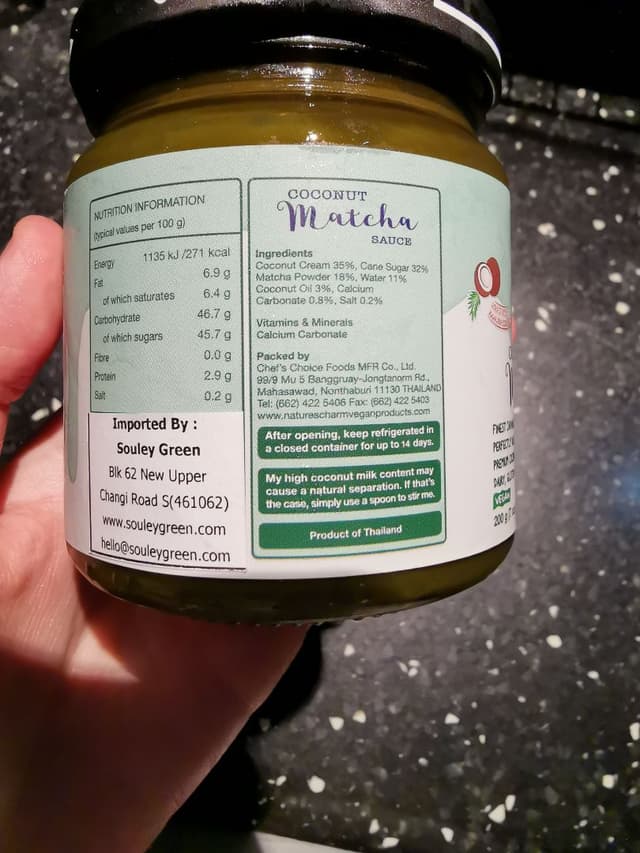 NUTRITION INFORMATION
(typical values per 100 g)
Energy 1135 kJ /271 kcal
Fat 6.9 g
of which saturates 6.4 g
Carbohydrate 46.7 g
of which sugars 45.7 g
Fibre 0.0 g
Protein 2.9 g
Salt 0.2 g
Imported By :
Souley Green
Blk 62 New Upper
Changi Road S(461062)
www.souleygreen.com
hello@souleygreen.com
COCONUT
Matcha
SAUCE
Ingredients
Coconut Cream 35%, Cane Sugar 32%
Matcha Powder 18%, Water 11%
Coconut Oil 3%, Calcium
Carbonate 0.8%, Salt 0.2%
Vitamins & Minerals
Calcium Carbonate
Packed by
Chef's Choice Foods MFR Co., Ltd.
99/9 Mu 5 Banggruay-Jongtanorm Rd.,
Mahasawad, Nonthaburi 11130 THAILAND
Tel: (662) 422 5406 Fax: (662) 422 5403
www.naturescharmveganproducts.com
After opening, keep refrigerated in
a closed container for up to 14 days.
My high coconut milk content may
cause a natural separation. If that's
the case, simply use a spoon to stir me.
Product of Thailand
VEGAN
200 g